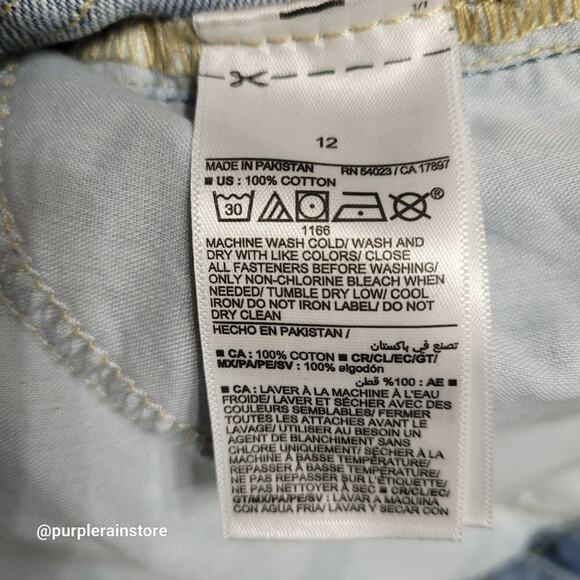 1/1
12
MADE IN PAKISTAN RN 54023 / CA 17897
■ US : 100% COTTON
30
®
1166
MACHINE WASH COLD/ WASH AND
DRY WITH LIKE COLORS/ CLOSE
ALL FASTENERS BEFORE WASHING/
ONLY NON-CHLORINE BLEACH WHEN
NEEDED/ TUMBLE DRY LOW/ COOL
IRON/ DO NOT IRON LABEL/ DO NOT
DRY CLEAN
HECHO EN PAKISTAN /
تصنع في باكستان
■ CA : 100% COTON ■ CR/CL/EC/GT/
MX/PA/PE/SV : 100% algodón
■ AE : 100% قطن
■ CA : LAVER À LA MACHINE À L'EAU
FROIDE/ LAVER ET SÉCHER AVEC DES
COULEURS SEMBLABLES/ FERMER
TOUTES LES ATTACHES AVANT LE
LAVAGE/ UTILISER AU BESOIN UN
AGENT DE BLANCHIMENT SANS
CHLORE UNIQUEMENT/ SÉCHER À LA
MACHINE À BASSE TEMPÉRATURE/
REPASSER À BASSE TEMPÉRATURE/
NE PAS REPASSER SUR L'ÉTIQUETTE/
NE PAS NETTOYER À SEC ■ CR/CL/EC/
GT/MX/PA/PE/SV : LAVAR A MAQUINA
CON AGUA FRIA/ LAVAR Y SECAR CON
@purplerainstore